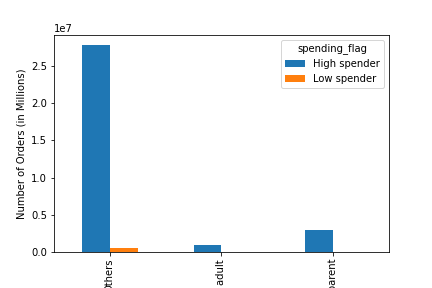 1e7
spending_flag
High spender
Low spender
Number of Orders (in Millions)
2.5
2.0
1.5
1.0
0.5
0.0
adult